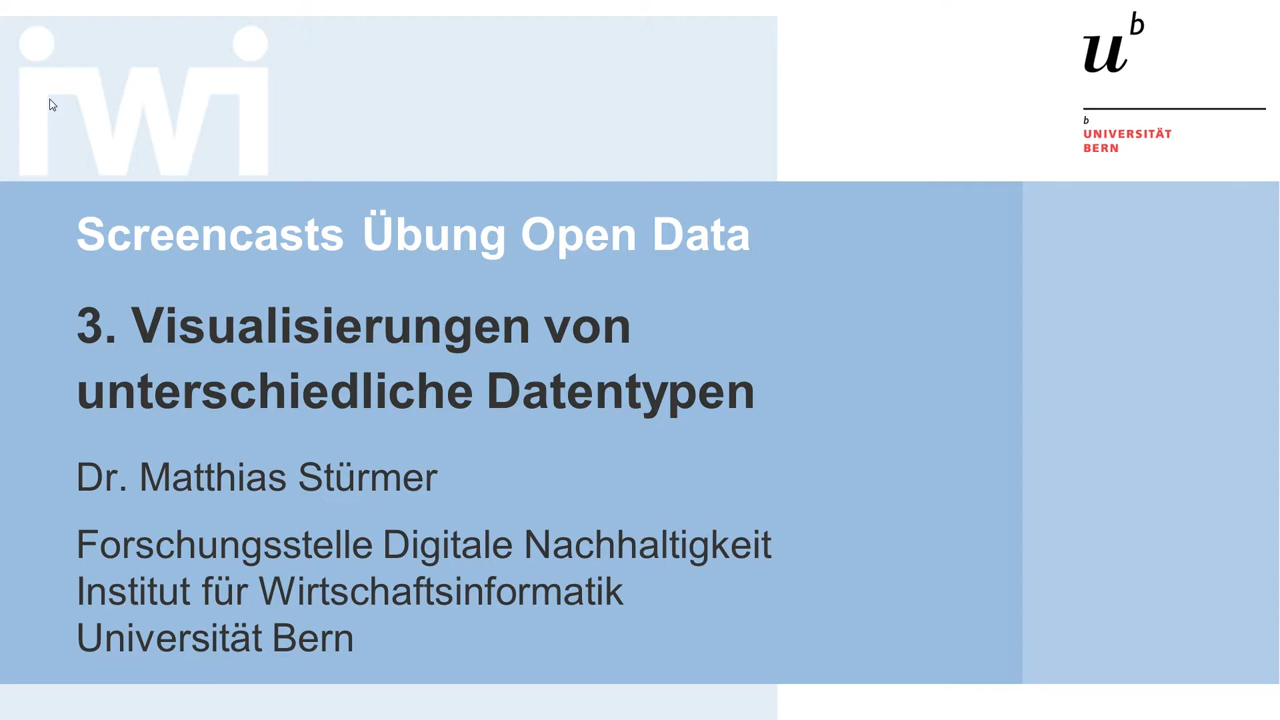 iwi
u
b
b
UNIVERSITÄT
BERN
Screencasts Übung Open Data
3. Visualisierungen von
unterschiedliche Datentypen
Dr. Matthias Stürmer
Forschungsstelle Digitale Nachhaltigkeit
Institut für Wirtschaftsinformatik
Universität Bern